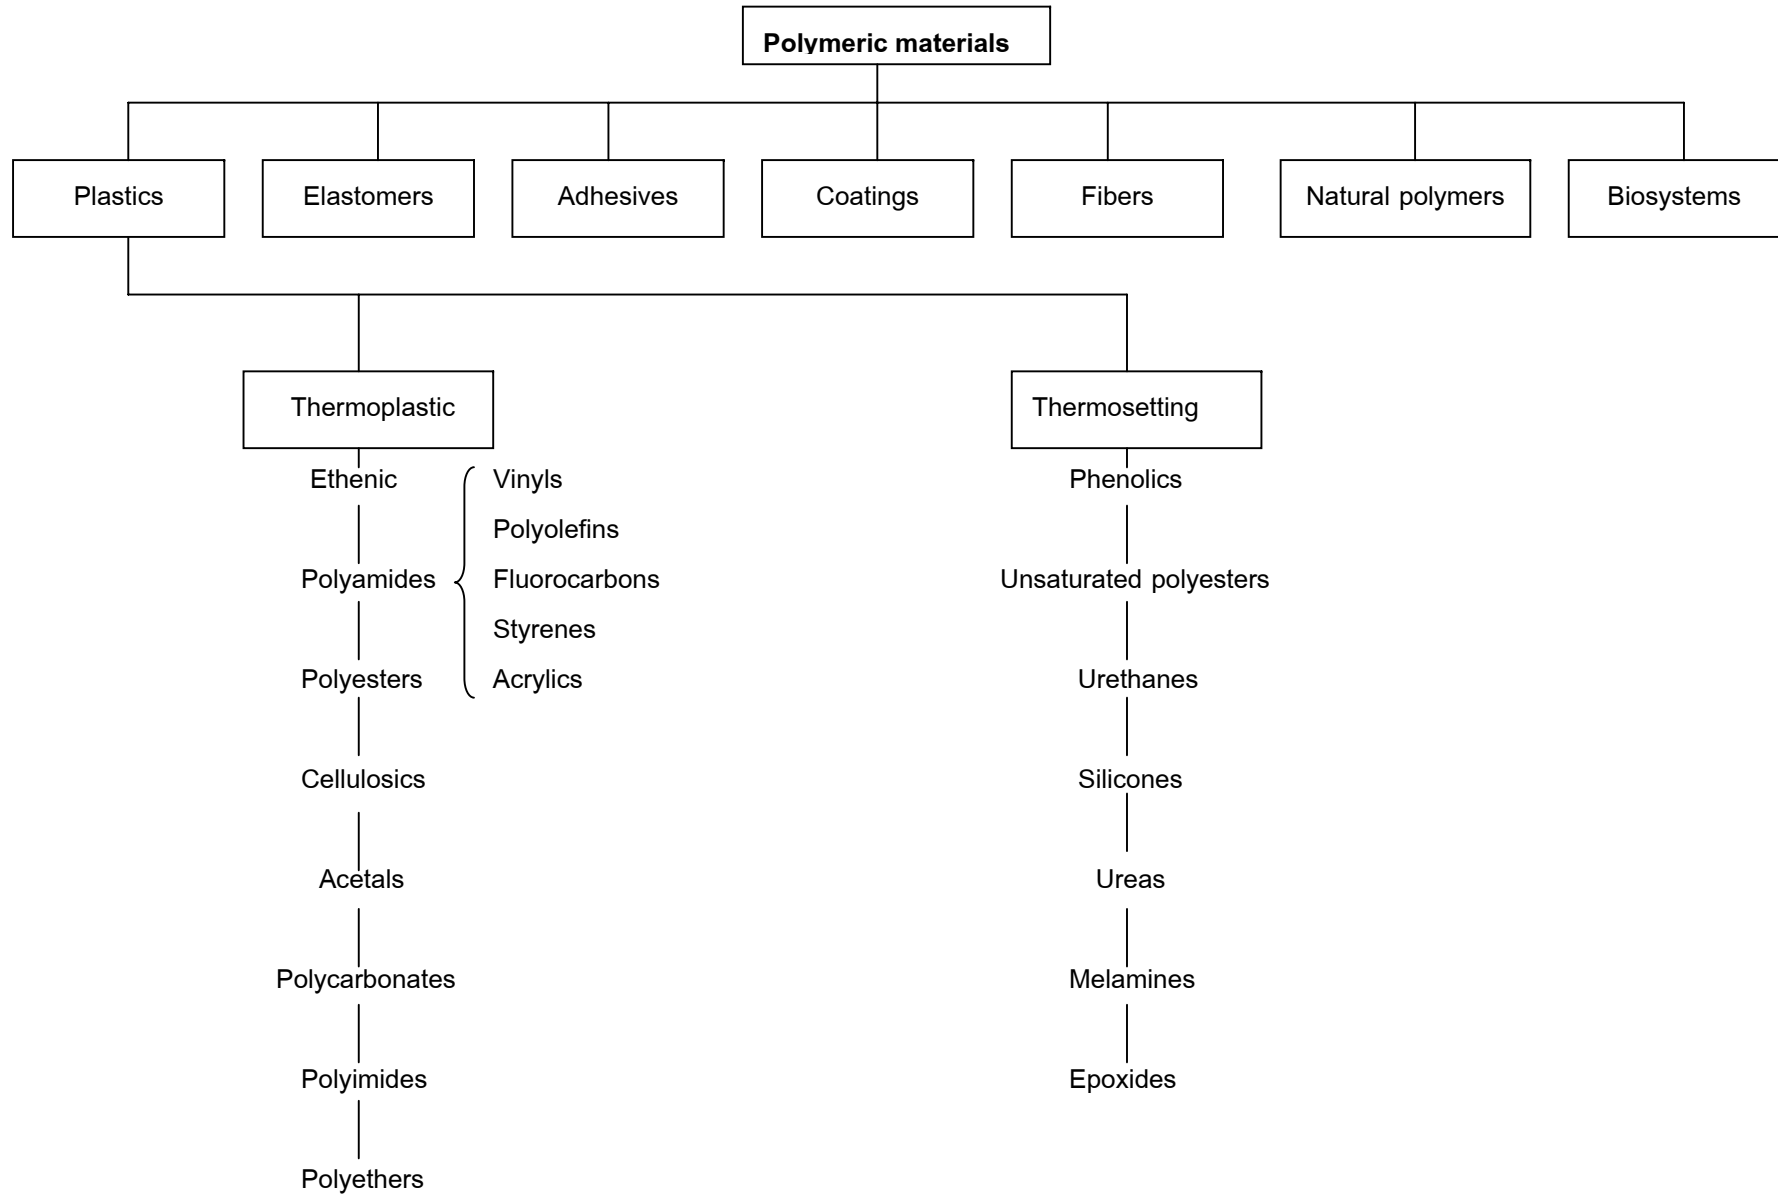 Polymeric materials
Plastics
Elastomers
Adhesives
Coatings
Fibers
Natural polymers
Biosystems
Thermoplastic
Thermosetting
Ethenic
Vinyls
Polyolefins
Polyamides
Fluorocarbons
Styrenes
Polyesters
Acrylics
Cellulosics
Acetals
Polycarbonates
Polyimides
Polyethers
Phenolics
Unsaturated polyesters
Urethanes
Silicones
Ureas
Melamines
Epoxides